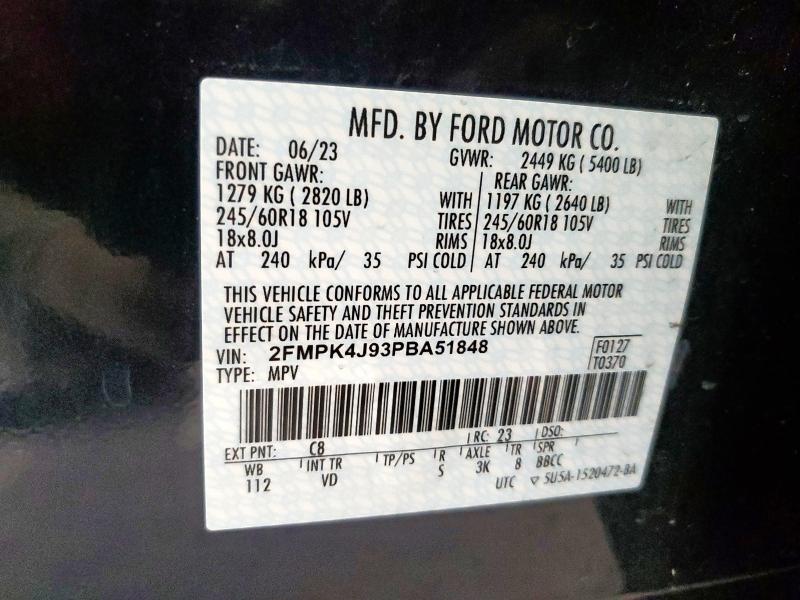 MFD. BY FORD MOTOR CO.
DATE: 06/23 GVWR: 2449 KG ( 5400 LB)
FRONT GAWR: REAR GAWR:
1279 KG ( 2820 LB) WITH 1197 KG ( 2640 LB) WITH
245/60R18 105V TIRES 245/60R18 105V TIRES
18x8.0J RIMS 18x8.0J RIMS
AT 240 kPa/ 35 PSI COLD AT 240 kPa/ 35 PSI COLD
THIS VEHICLE CONFORMS TO ALL APPLICABLE FEDERAL MOTOR
VEHICLE SAFETY AND THEFT PREVENTION STANDARDS IN
EFFECT ON THE DATE OF MANUFACTURE SHOWN ABOVE.
VIN: 2FMPK4J93PBA51848 F0127
TYPE: MPV T0370
EXT PNT: C8 RC: 23 DSO:
WB INT TR TP/PS R AXLE TR SPR
112 VD S 3K 8 BBCC
UTC ▽ 5U5A-1520472-BA